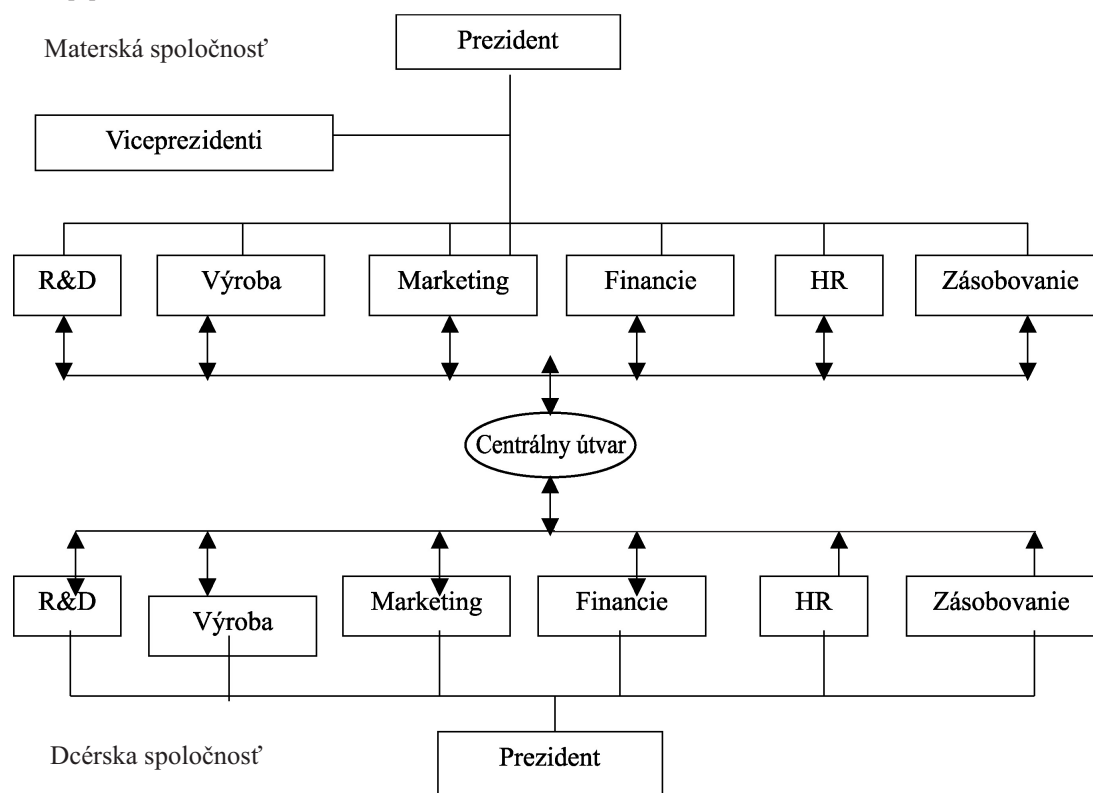 Materská spoločnosť
Prezident
Viceprezidenti
R&D
Výroba
Marketing
Financie
HR
Zásobovanie
Centrálny útvar
R&D
Výroba
Marketing
Financie
HR
Zásobovanie
Dcérska spoločnosť
Prezident